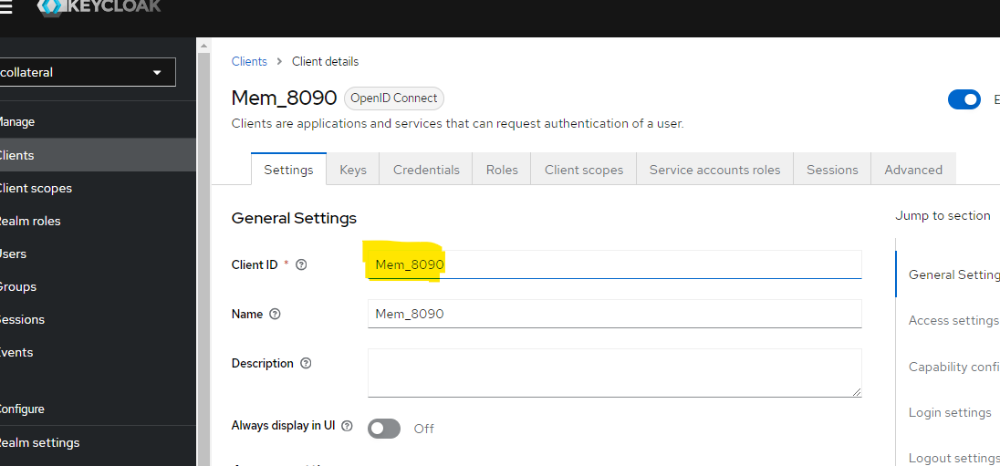 KEYCLOAK
collateral
Manage
Clients
Client scopes
Realm roles
Users
Groups
Sessions
Events
Configure
Realm settings
Clients > Client details
Mem_8090 OpenID Connect
Clients are applications and services that can request authentication of a user.
Settings Keys Credentials Roles Client scopes Service accounts roles Sessions Advanced
General Settings
Client ID *
Mem_8090
Name
Mem_8090
Description
Always display in UI
Off
Jump to section
General Setting
Access settings
Capability confi
Login settings
Logout settings